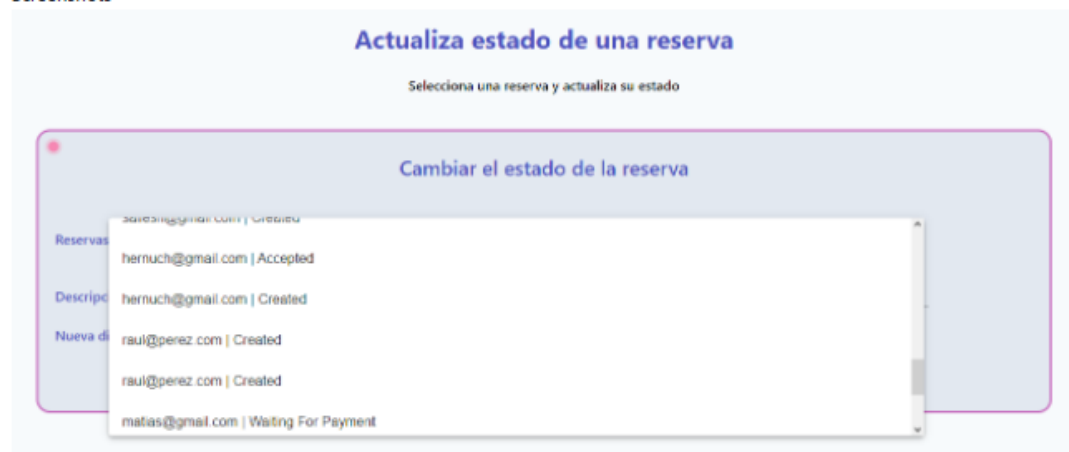 Actualiza estado de una reserva
Selecciona una reserva y actualiza su estado
Cambiar el estado de la reserva
Reservas
hernuch@gmail.com | Accepted
Descripc
hernuch@gmail.com | Created
Nueva di
raul@perez.com | Created
raul@perez.com | Created
matias@gmail.com | Waiting For Payment